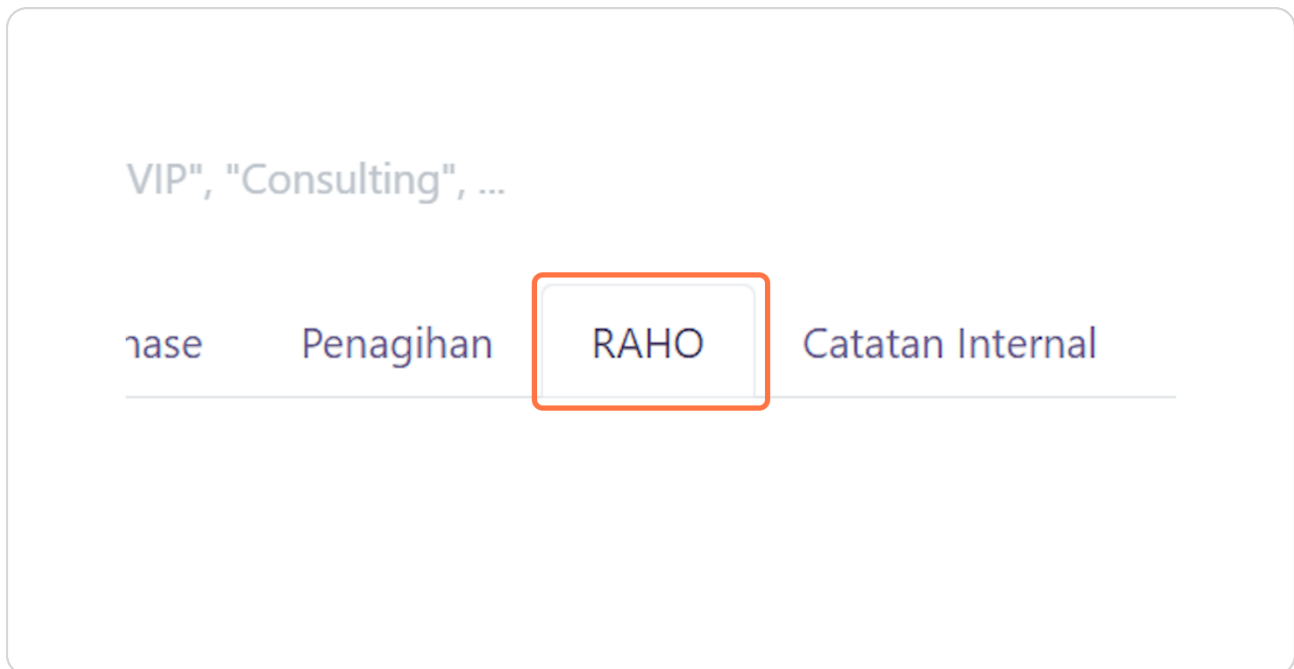 VIP", "Consulting", ...
nase Penagihan RAHO Catatan Internal